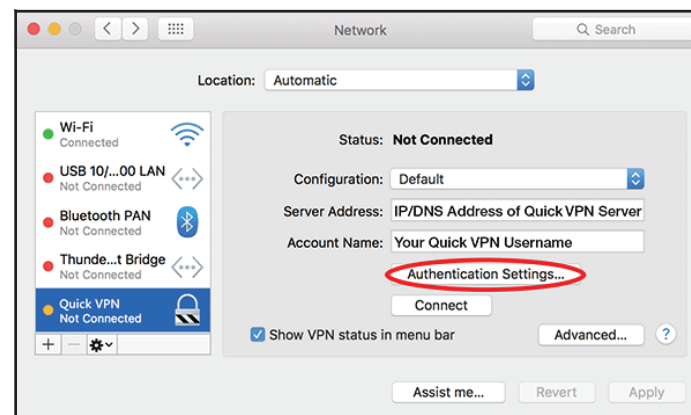 Network
Search
Location: Automatic
Wi-Fi
Connected
USB 10/...00 LAN
Not Connected
Bluetooth PAN
Not Connected
Thunde...t Bridge
Not Connected
Quick VPN
Not Connected
Status: Not Connected
Configuration: Default
Server Address: IP/DNS Address of Quick VPN Server
Account Name: Your Quick VPN Username
Authentication Settings...
Connect
Show VPN status in menu bar
Advanced... ?
Assist me... Revert Apply